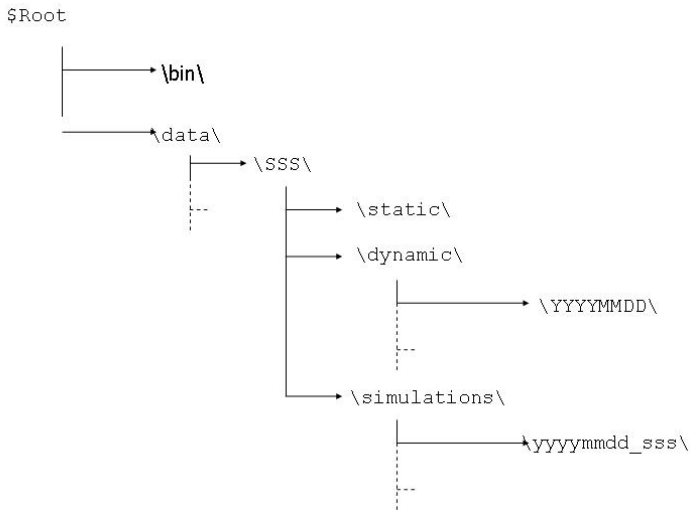 $Root
\bin\
\data\
\SSS\
\static\
\dynamic\
\YYYYMMDD\
\simulations\
\yyyymmdd_sss\